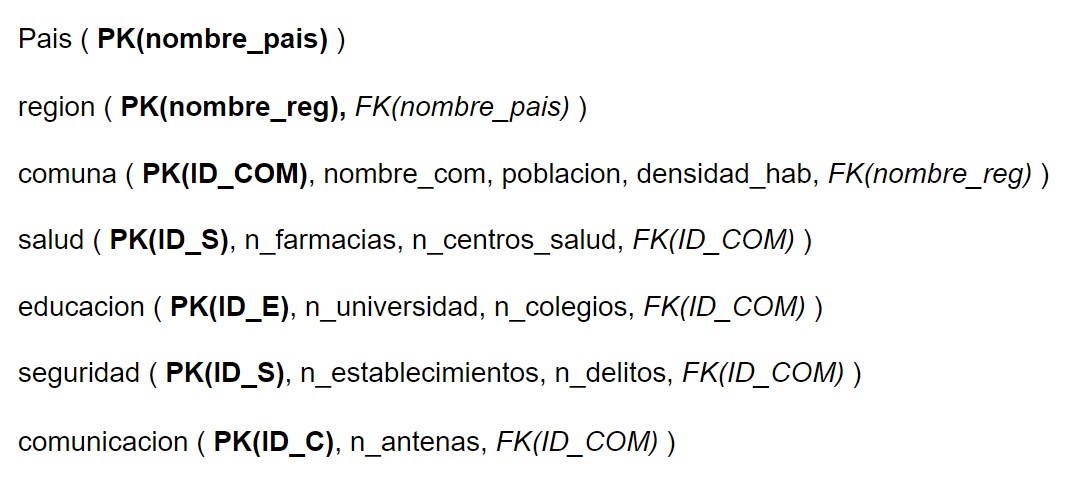 Pais ( PK(nombre_pais) )
region ( PK(nombre_reg), FK(nombre_pais) )
comuna ( PK(ID_COM), nombre_com, poblacion, densidad_hab, FK(nombre_reg) )
salud ( PK(ID_S), n_farmacias, n_centros_salud, FK(ID_COM) )
educacion ( PK(ID_E), n_universidad, n_colegios, FK(ID_COM) )
seguridad ( PK(ID_S), n_establecimientos, n_delitos, FK(ID_COM) )
comunicacion ( PK(ID_C), n_antenas, FK(ID_COM) )